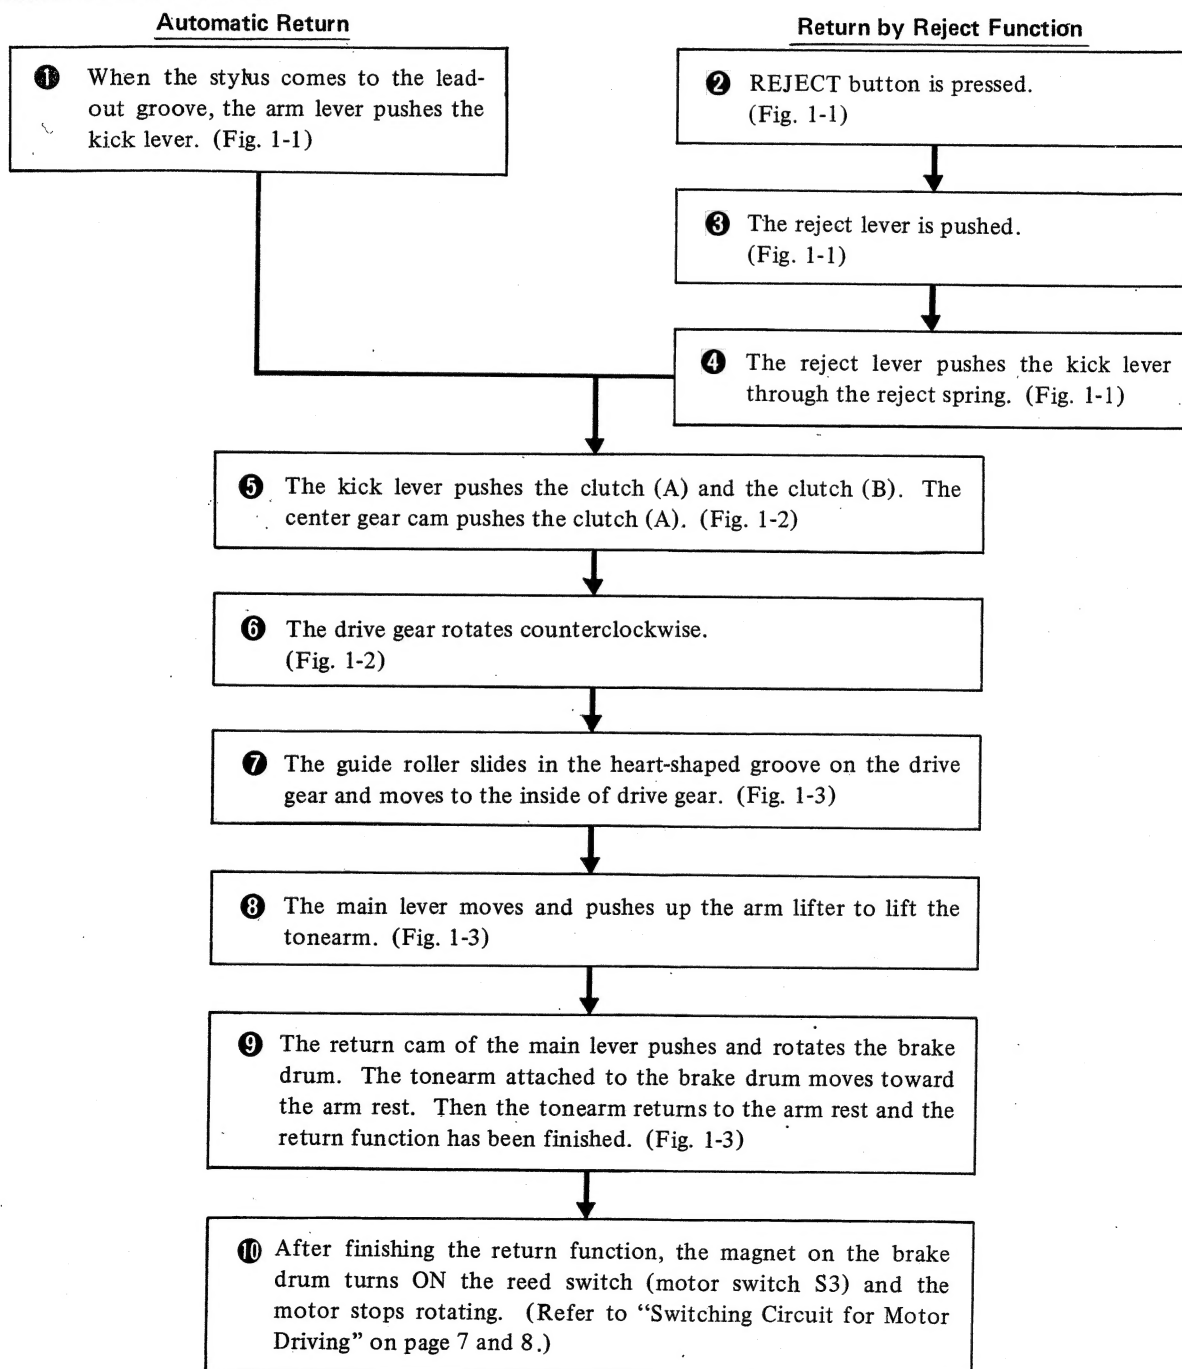 Automatic Return
❶ When the stylus comes to the lead-
out groove, the arm lever pushes the
kick lever. (Fig. 1-1)
Return by Reject Function
❷ REJECT button is pressed.
(Fig. 1-1)
❸ The reject lever is pushed.
(Fig. 1-1)
❹ The reject lever pushes the kick lever
through the reject spring. (Fig. 1-1)
❺ The kick lever pushes the clutch (A) and the clutch (B). The
center gear cam pushes the clutch (A). (Fig. 1-2)
❻ The drive gear rotates counterclockwise.
(Fig. 1-2)
❼ The guide roller slides in the heart-shaped groove on the drive
gear and moves to the inside of drive gear. (Fig. 1-3)
❽ The main lever moves and pushes up the arm lifter to lift the
tonearm. (Fig. 1-3)
❾ The return cam of the main lever pushes and rotates the brake
drum. The tonearm attached to the brake drum moves toward
the arm rest. Then the tonearm returns to the arm rest and the
return function has been finished. (Fig. 1-3)
❿ After finishing the return function, the magnet on the brake
drum turns ON the reed switch (motor switch S3) and the
motor stops rotating. (Refer to “Switching Circuit for Motor
Driving” on page 7 and 8.)